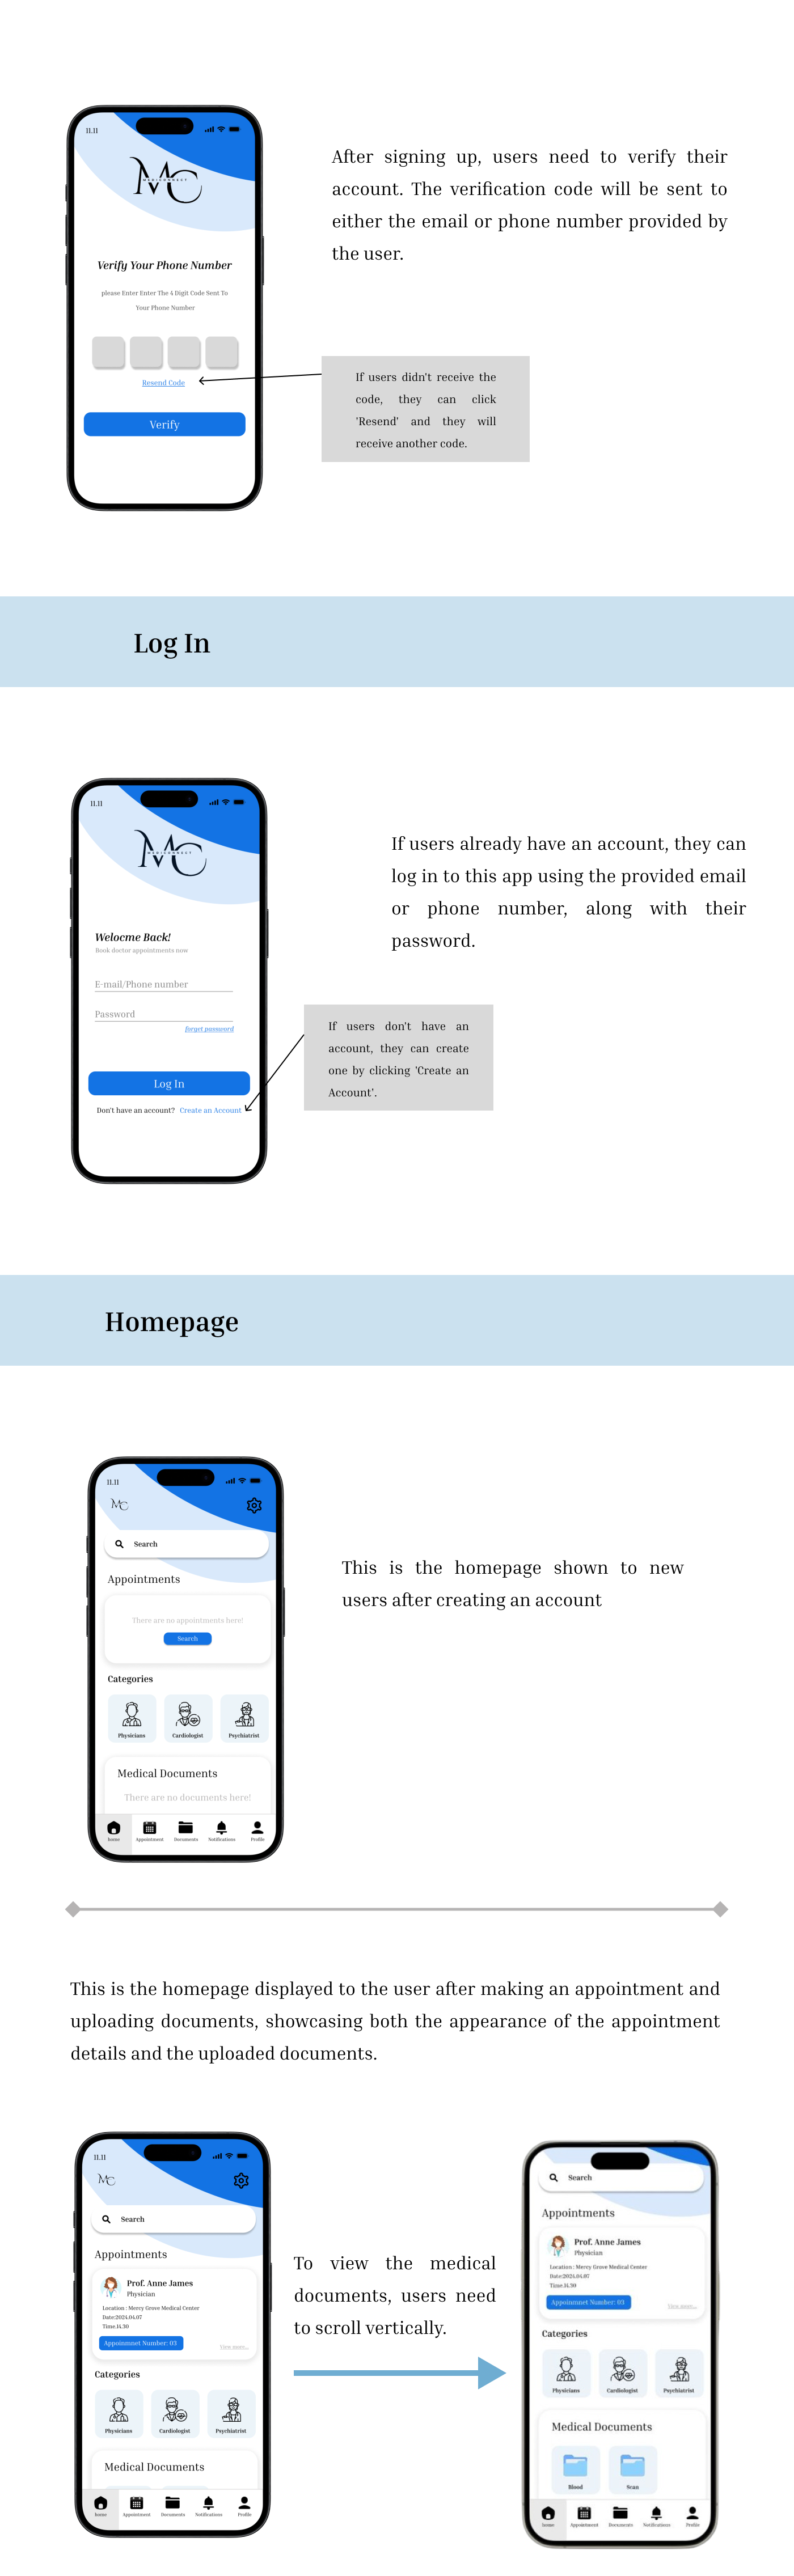 11.11
MC
MEDICONNECT
After signing up, users need to verify their
account. The verification code will be sent to
either the email or phone number provided by
the user.
Verify Your Phone Number
please Enter Enter The 4 Digit Code Sent To
Your Phone Number
Resend Code
Verify
If users didn't receive the
code, they can click
'Resend' and they will
receive another code.
Log In
11.11
MC
MEDICONNECT
Welocme Back!
Book doctor appointments now
E-mail/Phone number
Password
forget password
Log In
Don't have an account? Create an Account
If users already have an account, they can
log in to this app using the provided email
or phone number, along with their
password.
If users don't have an
account, they can create
one by clicking 'Create an
Account'.
Homepage
11.11
MC
Search
Appointments
There are no appointments here!
Search
Categories
Physicians Cardiologist Psychiatrist
Medical Documents
There are no documents here!
home Appointment Documents Notifications Profile
This is the homepage shown to new
users after creating an account
This is the homepage displayed to the user after making an appointment and
uploading documents, showcasing both the appearance of the appointment
details and the uploaded documents.
11.11
MC
Search
Appointments
Prof. Anne James
Physician
Location : Mercy Grove Medical Center
Date:2024.04.07
Time.14.30
Appoinmnet Number: 03
View more...
Categories
Physicians Cardiologist Psychiatrist
Medical Documents
home Appointment Documents Notifications Profile
To view the medical
documents, users need
to scroll vertically.
Search
Appointments
Prof. Anne James
Physician
Location : Mercy Grove Medical Center
Date:2024.04.07
Time.14.30
Appoinmnet Number: 03
View more...
Categories
Physicians Cardiologist Psychiatrist
Medical Documents
Blood Scan
home Appointment Documents Notifications Profile